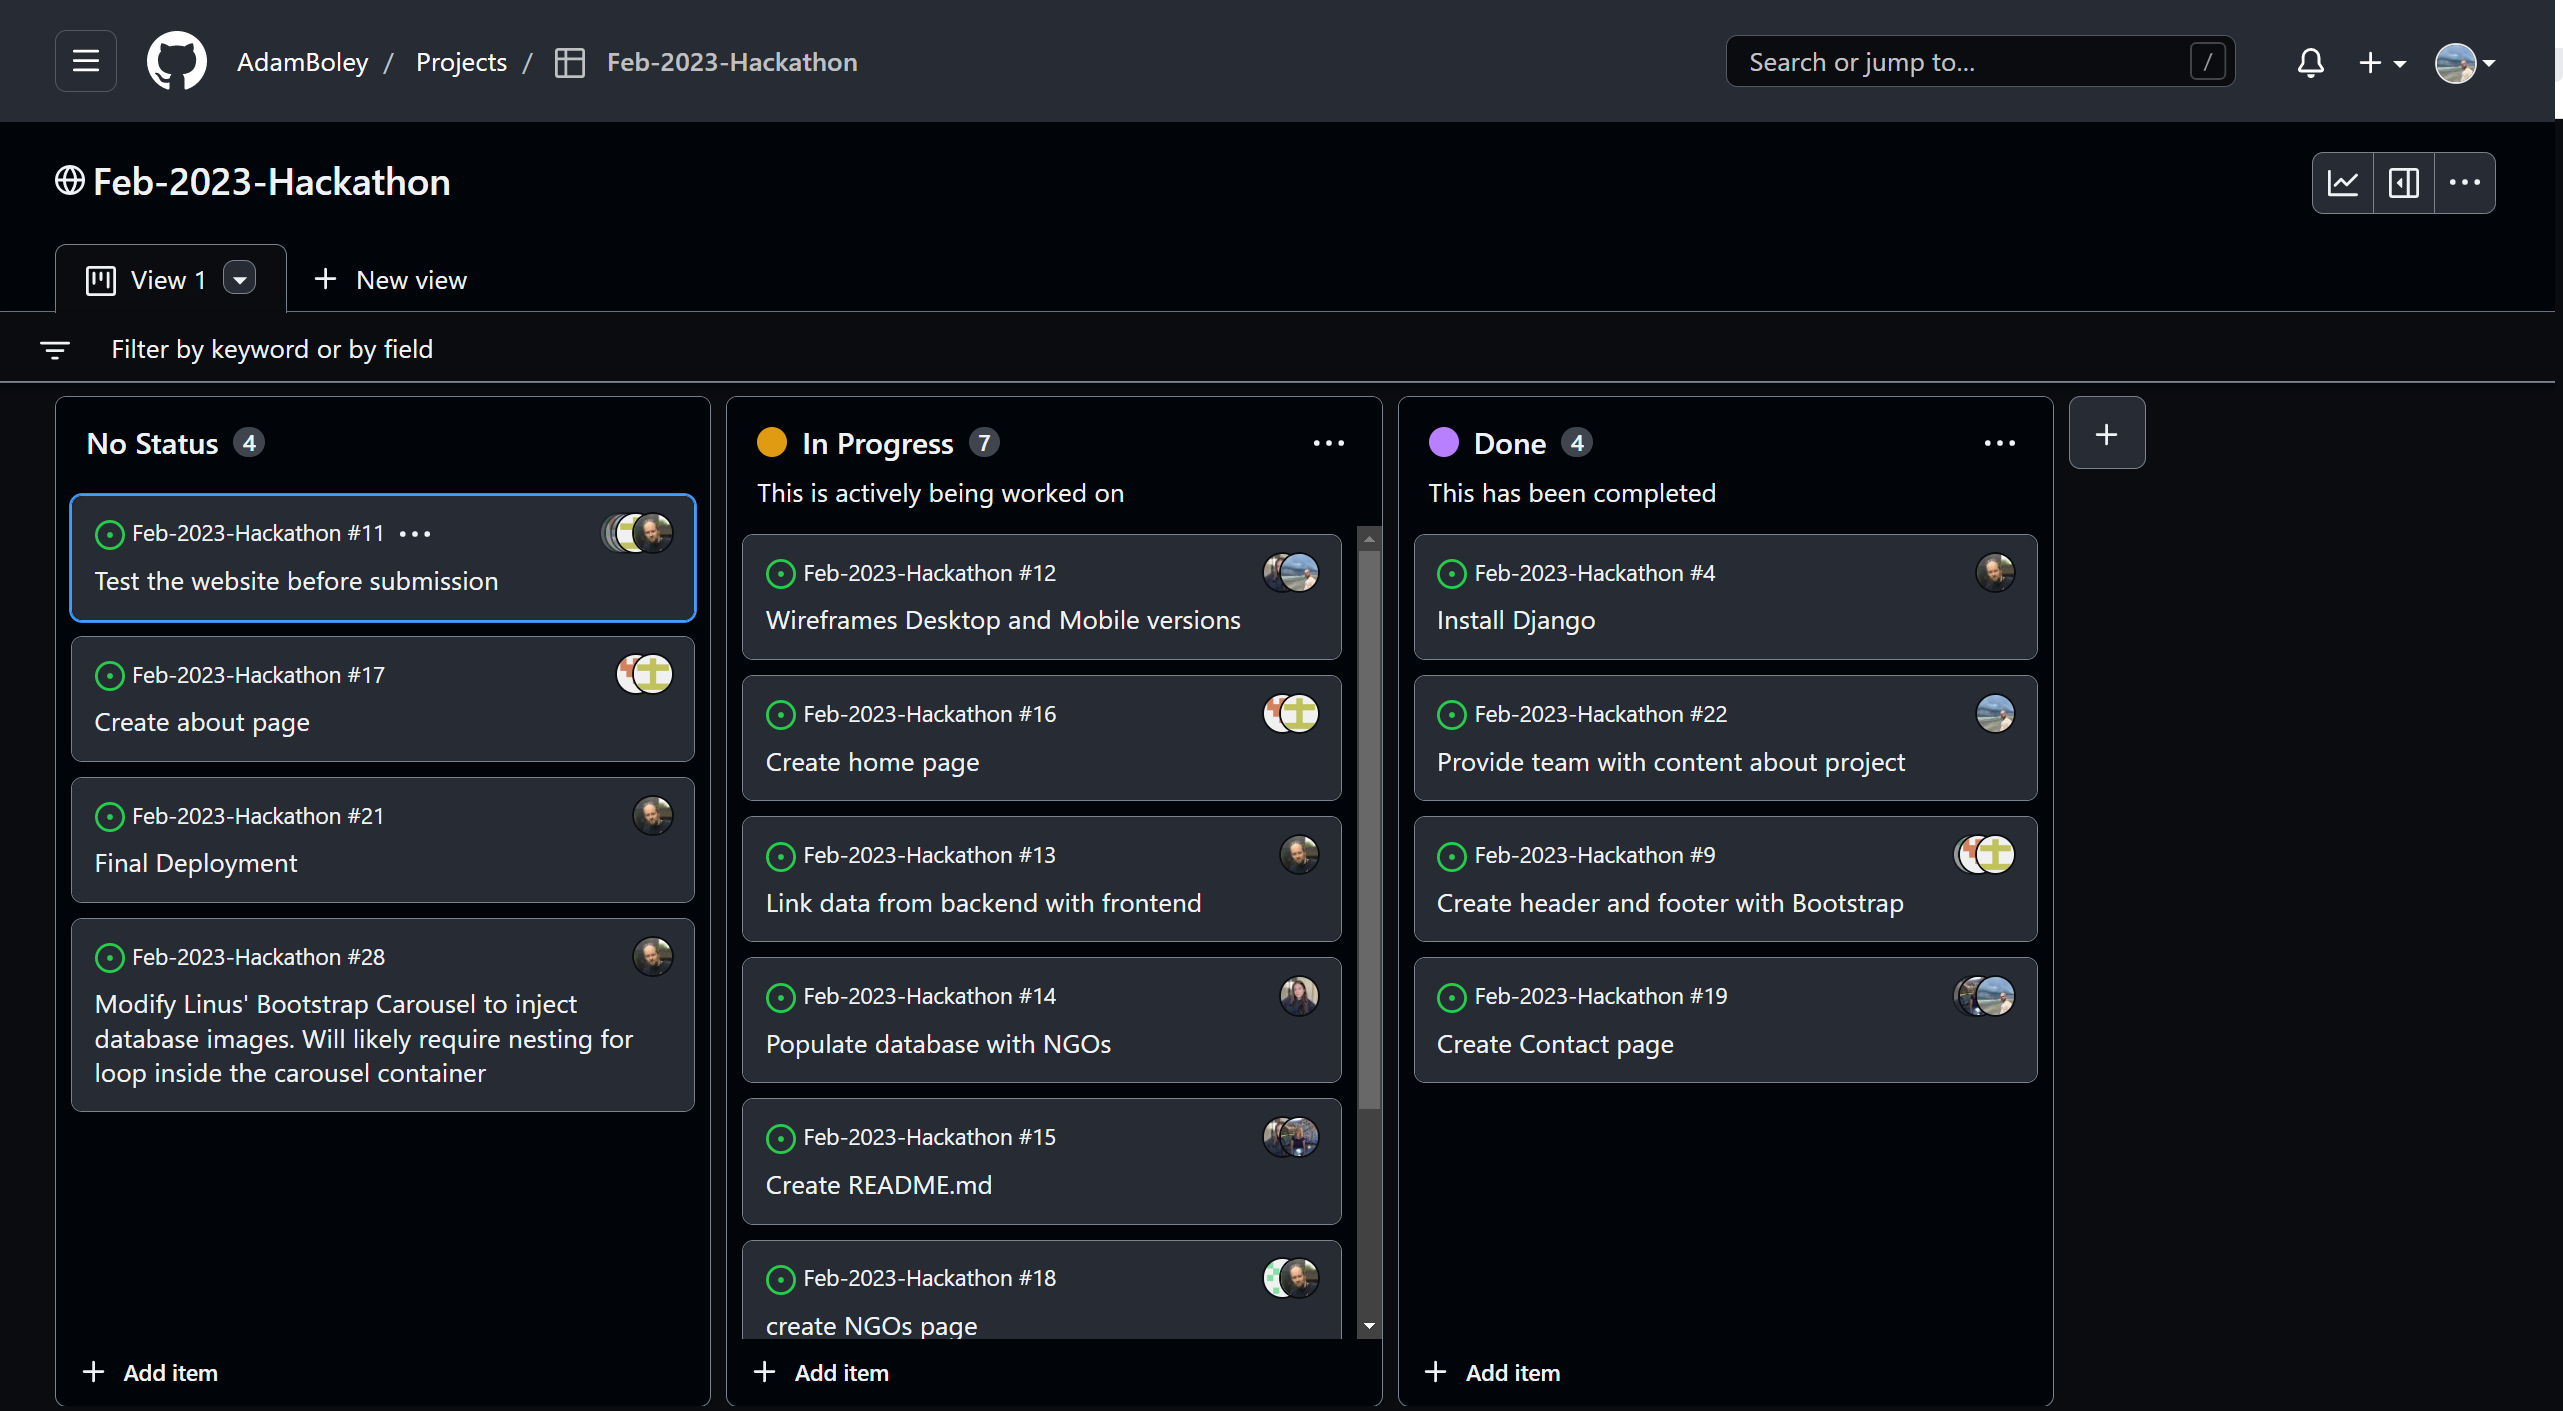 AdamBoley / Projects / Feb-2023-Hackathon
Search or jump to... /
Feb-2023-Hackathon
View 1
New view
Filter by keyword or by field
No Status 4
Feb-2023-Hackathon #11
Test the website before submission
Feb-2023-Hackathon #17
Create about page
Feb-2023-Hackathon #21
Final Deployment
Feb-2023-Hackathon #28
Modify Linus' Bootstrap Carousel to inject
database images. Will likely require nesting for
loop inside the carousel container
Add item
In Progress 7
This is actively being worked on
Feb-2023-Hackathon #12
Wireframes Desktop and Mobile versions
Feb-2023-Hackathon #16
Create home page
Feb-2023-Hackathon #13
Link data from backend with frontend
Feb-2023-Hackathon #14
Populate database with NGOs
Feb-2023-Hackathon #15
Create README.md
Feb-2023-Hackathon #18
create NGOs page
Add item
Done 4
This has been completed
Feb-2023-Hackathon #4
Install Django
Feb-2023-Hackathon #22
Provide team with content about project
Feb-2023-Hackathon #9
Create header and footer with Bootstrap
Feb-2023-Hackathon #19
Create Contact page
Add item